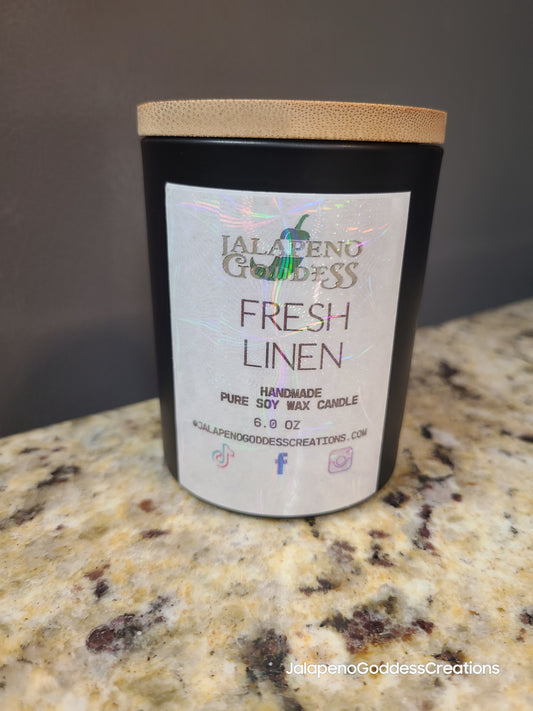 JALAPENO
GODDESS
FRESH
LINEN
HANDMADE
PURE SOY WAX CANDLE
6.0 OZ
@JALAPENOGODDESSCREATIONS.COM
JalapenoGoddessCreations